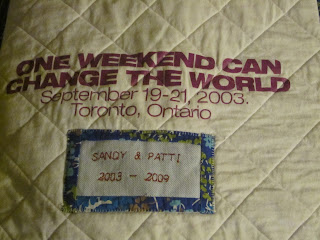 ONE WEEKEND CAN
CHANGE THE WORLD
September 19-21, 2003.
Toronto, Ontario
SANDY & PATTI
2003 - 2009